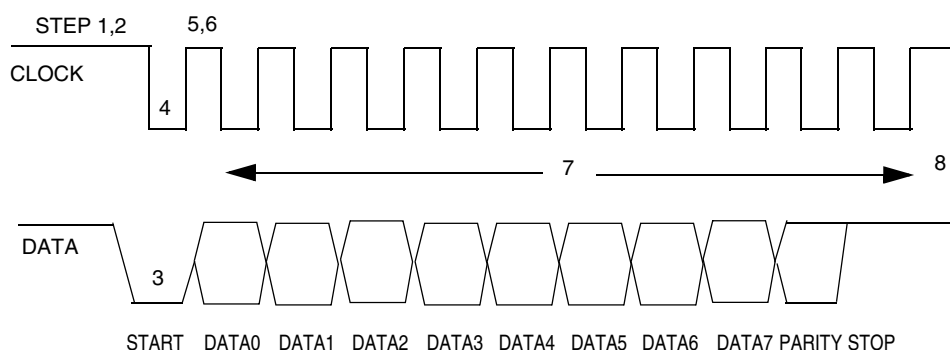 STEP 1,2 5,6
CLOCK
4
7
8
DATA
3
START DATA0 DATA1 DATA2 DATA3 DATA4 DATA5 DATA6 DATA7 PARITY STOP